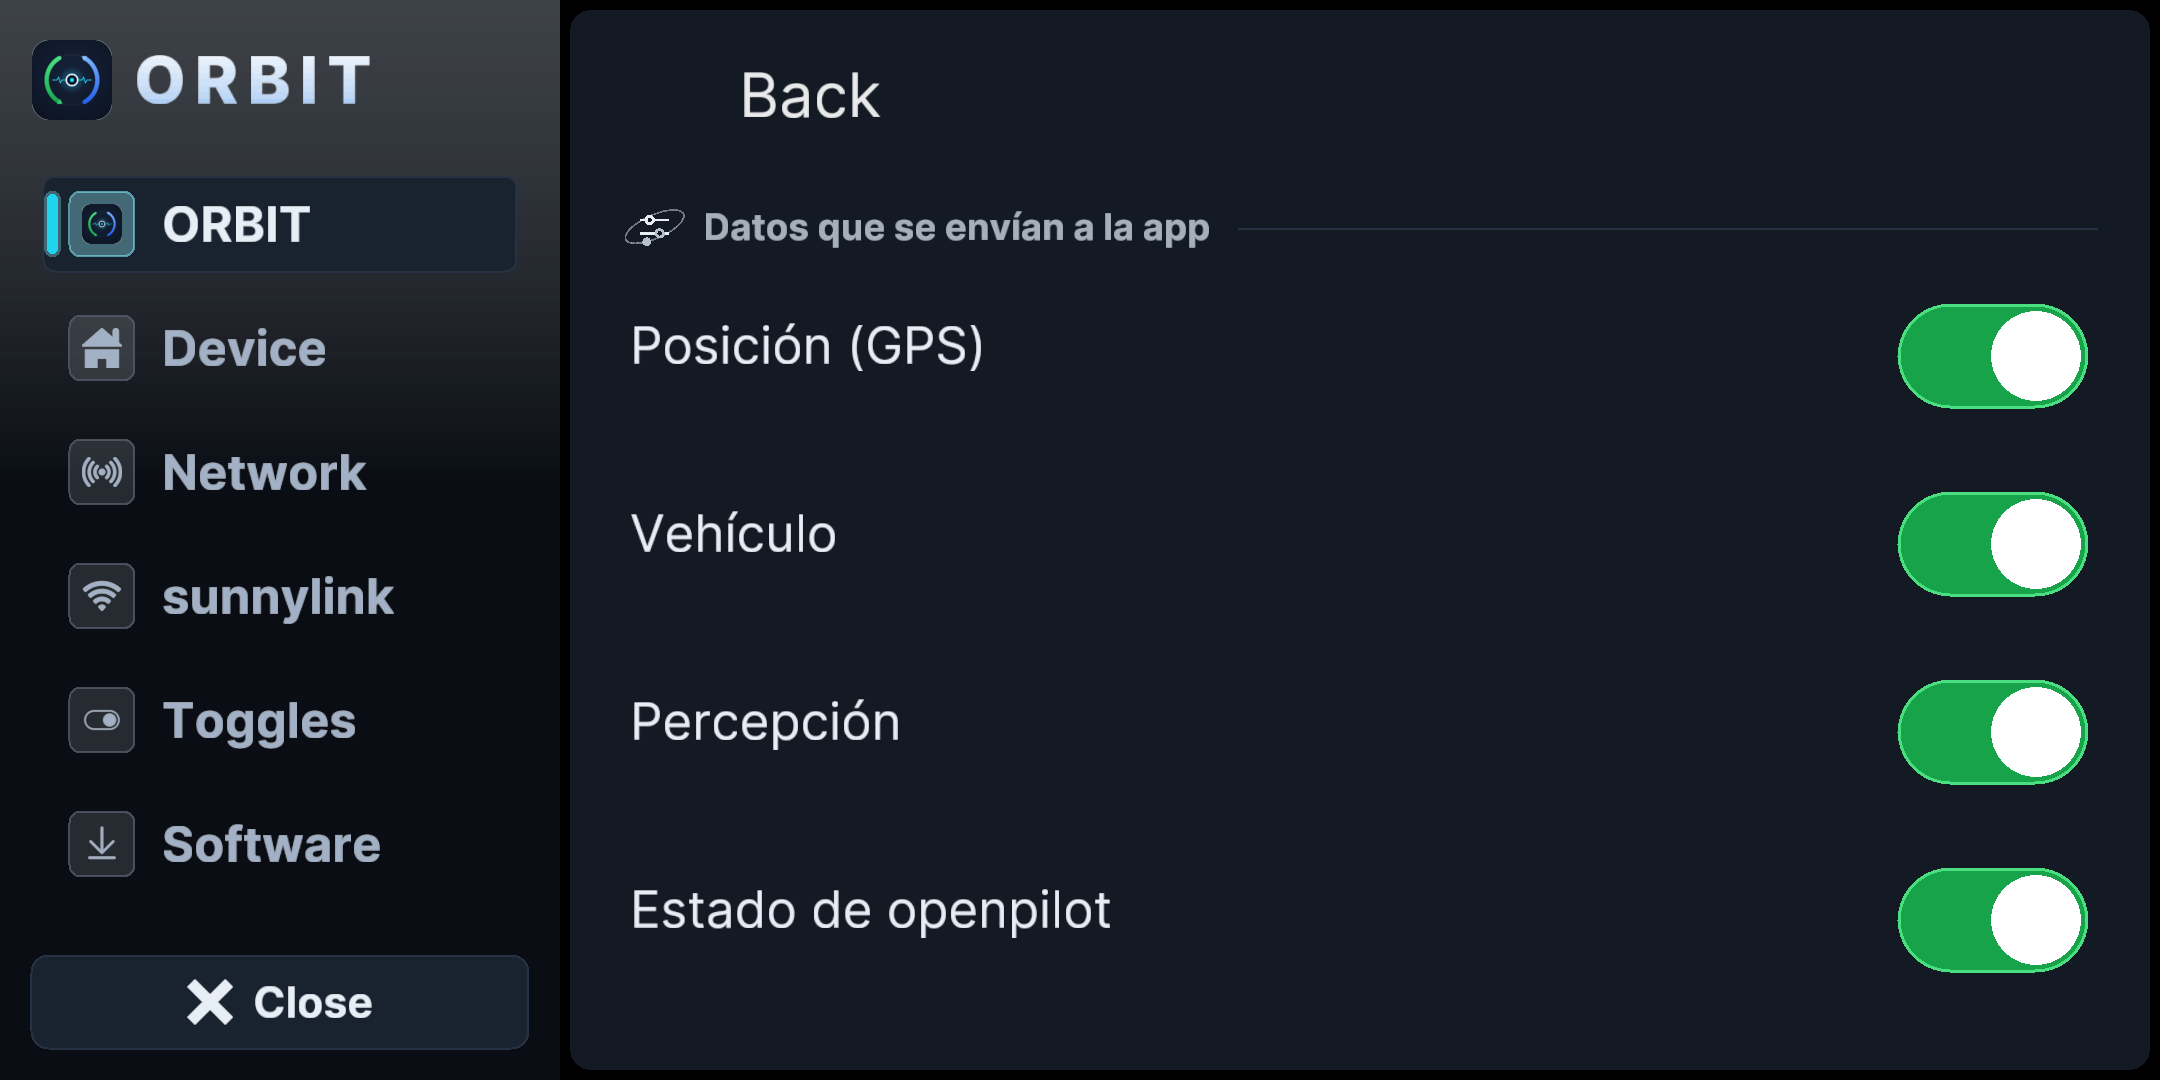 ORBIT
ORBIT
Device
Network
sunnylink
Toggles
Software
Close
Back
Datos que se envían a la app
Posición (GPS)
Vehículo
Percepción
Estado de openpilot